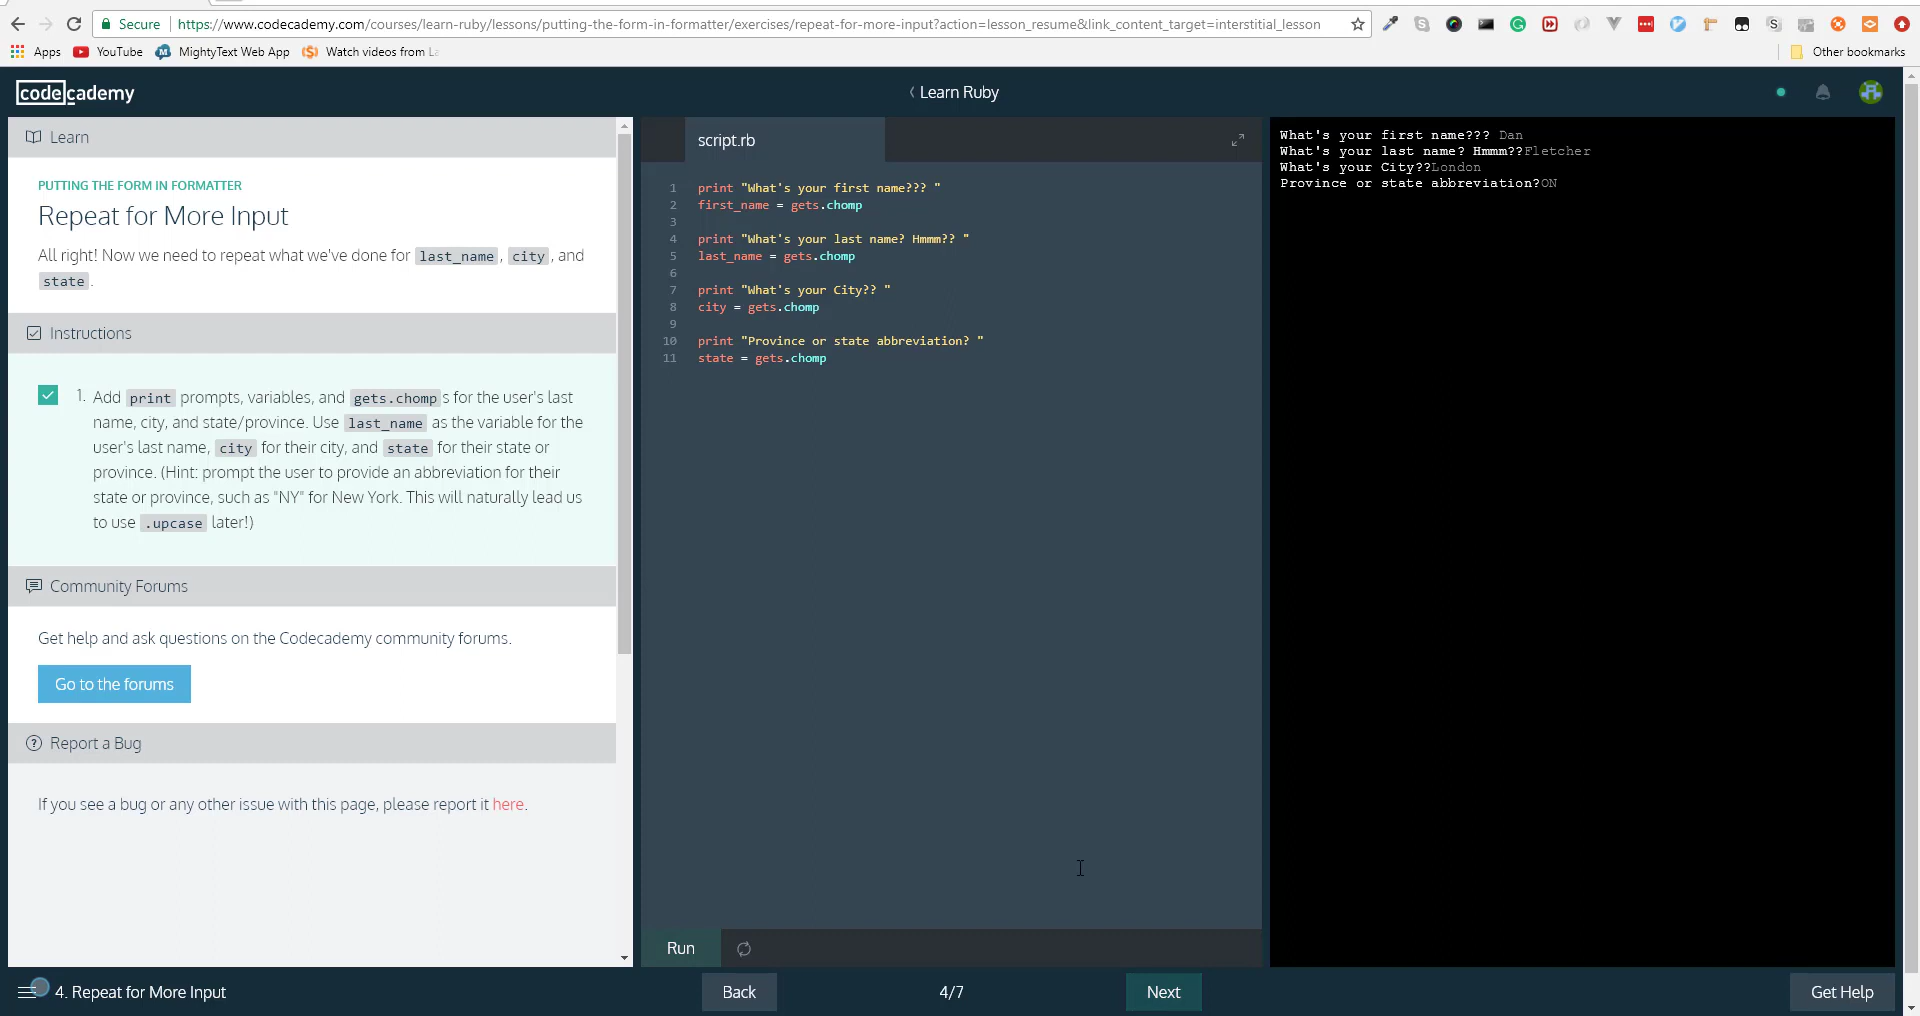 Secure https://www.codecademy.com/courses/learn-ruby/lessons/putting-the-form-in-formatter/exercises/repeat-for-more-input?action=lesson_resume&link_content_target=interstitial_lesson
Apps YouTube MightyText Web App Watch videos from Other bookmarks
codecademy
Learn Ruby
Learn
PUTTING THE FORM IN FORMATTER
Repeat for More Input
All right! Now we need to repeat what we've done for last_name, city, and
state.
Instructions
1. Add print prompts, variables, and gets.chomps for the user's last
name, city, and state/province. Use last_name as the variable for the
user's last name, city for their city, and state for their state or
province. (Hint: prompt the user to provide an abbreviation for their
state or province, such as "NY" for New York. This will naturally lead us
to use .upcase later!)
Community Forums
Get help and ask questions on the Codecademy community forums.
Go to the forums
Report a Bug
If you see a bug or any other issue with this page, please report it here.
script.rb
1 print "What's your first name??? "
2 first_name = gets.chomp
3
4 print "What's your last name? Hmmm?? "
5 last_name = gets.chomp
6
7 print "What's your City?? "
8 city = gets.chomp
9
10 print "Province or state abbreviation? "
11 state = gets.chomp
Run
What's your first name??? Dan
What's your last name? Hmmm??Fletcher
What's your City??London
Province or state abbreviation?ON
4. Repeat for More Input
Back
4/7
Next
Get Help